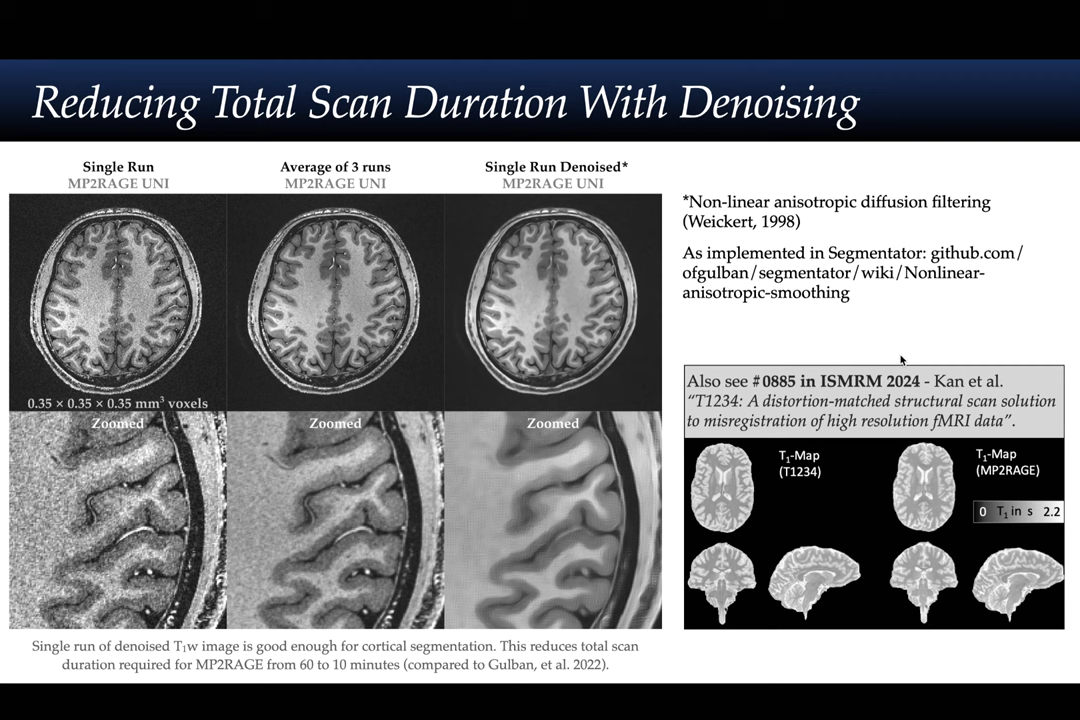 Reducing Total Scan Duration With Denoising
Single Run
MP2RAGE UNI
Average of 3 runs
MP2RAGE UNI
Single Run Denoised*
MP2RAGE UNI
0.35 × 0.35 × 0.35 mm³ voxels
Zoomed
Zoomed
Zoomed
Single run of denoised T₁w image is good enough for cortical segmentation. This reduces total scan
duration required for MP2RAGE from 60 to 10 minutes (compared to Gulban, et al. 2022).
*Non-linear anisotropic diffusion filtering
(Weickert, 1998)
As implemented in Segmentator: github.com/
ofgulban/segmentator/wiki/Nonlinear-
anisotropic-smoothing
Also see #0885 in ISMRM 2024 - Kan et al.
“T1234: A distortion-matched structural scan solution
to misregistration of high resolution fMRI data”.
T₁-Map
(T1234)
T₁-Map
(MP2RAGE)
0 T₁ in s 2.2